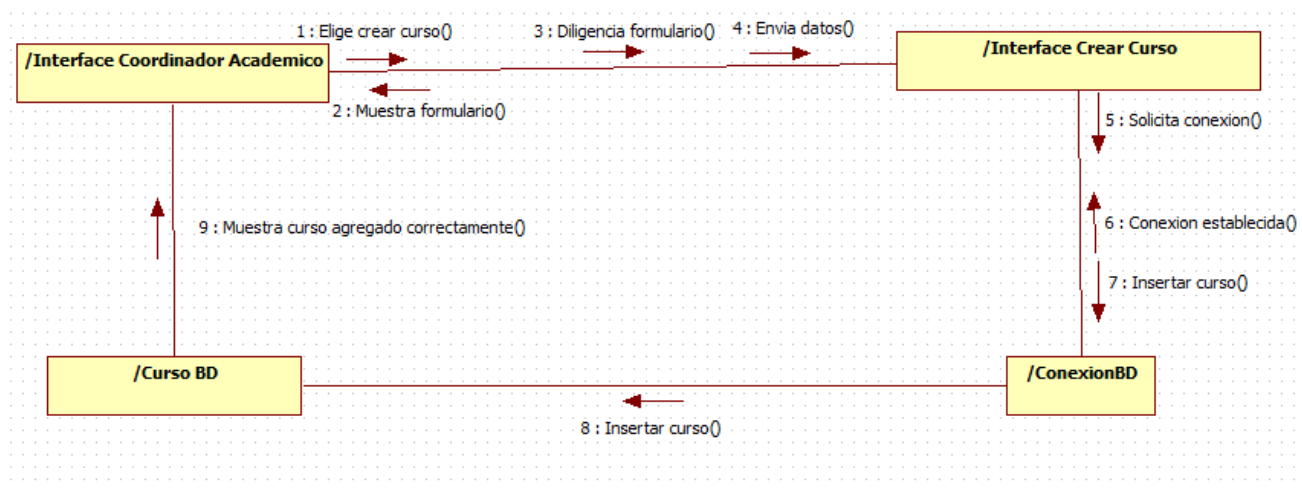 1 : Elige crear curso()
3 : Diligencia formulario()
4 : Envia datos()
/Interface Coordinador Academico
/Interface Crear Curso
2 : Muestra formulario()
5 : Solicita conexion()
9 : Muestra curso agregado correctamente()
6 : Conexion establecida()
7 : Insertar curso()
/Curso BD
/ConexionBD
8 : Insertar curso()